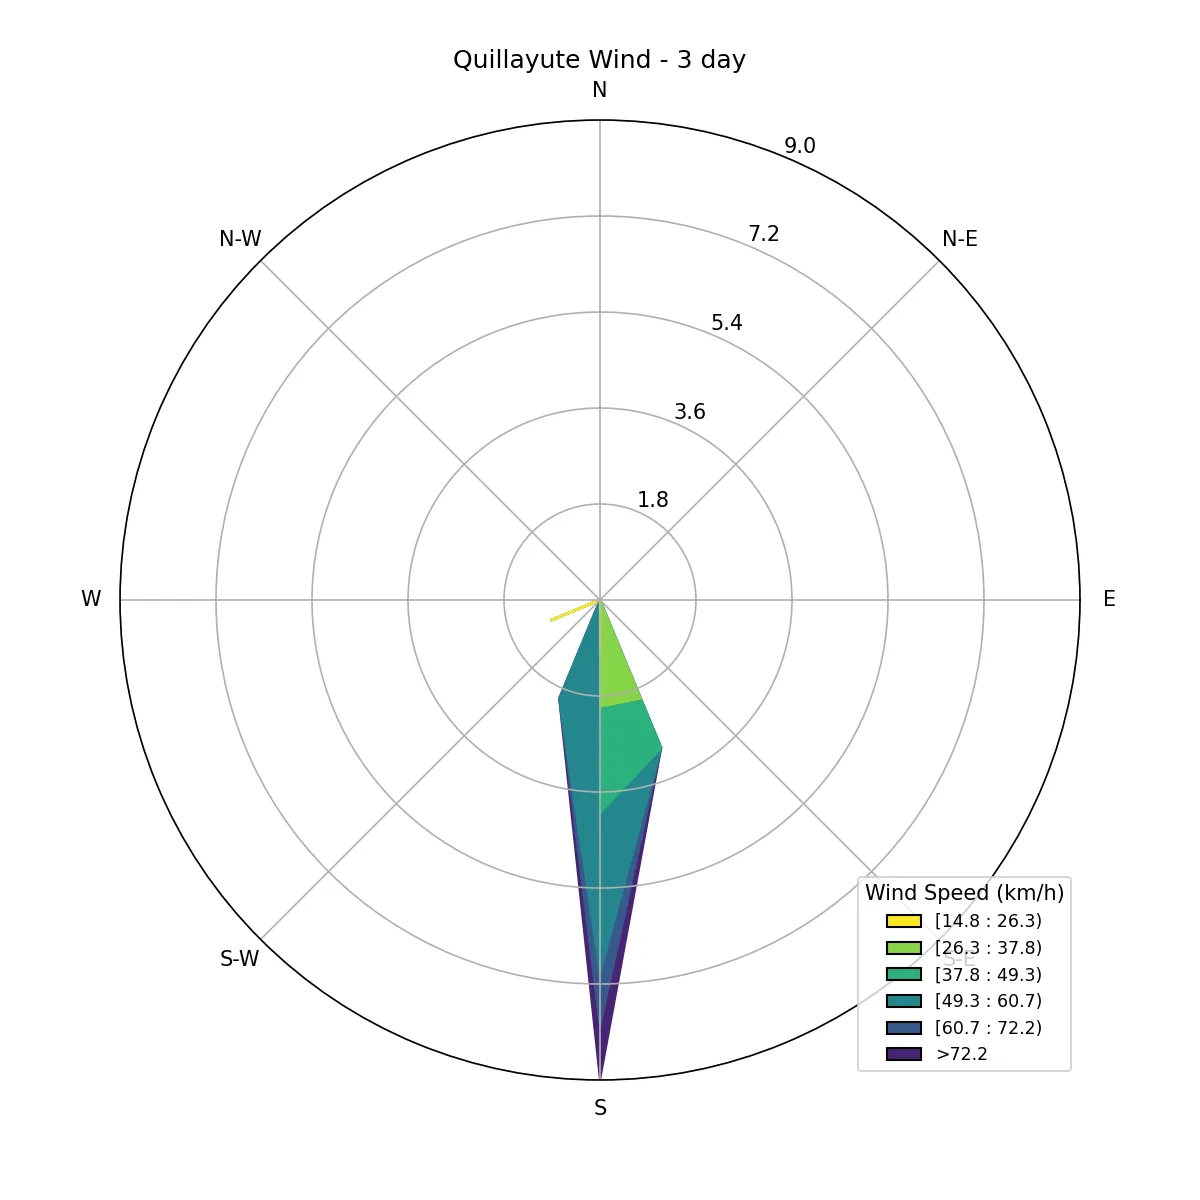 Quillayute Wind - 3 day
N
9.0
N-W
7.2
N-E
5.4
3.6
1.8
W
E
Wind Speed (km/h)
[14.8 : 26.3)
[26.3 : 37.8)
S-W
S-E
[37.8 : 49.3)
[49.3 : 60.7)
[60.7 : 72.2)
>72.2
S